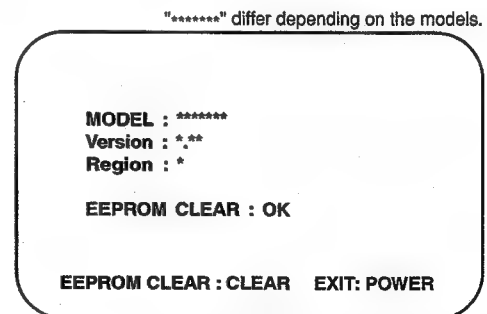 "*******" differ depending on the models.
MODEL : *******
Version : *.**
Region : *
EEPROM CLEAR : OK
EEPROM CLEAR : CLEAR EXIT: POWER